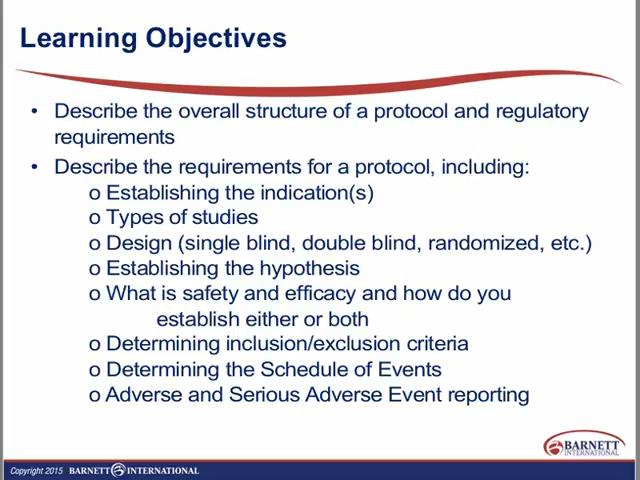 Learning Objectives
• Describe the overall structure of a protocol and regulatory
requirements
• Describe the requirements for a protocol, including:
o Establishing the indication(s)
o Types of studies
o Design (single blind, double blind, randomized, etc.)
o Establishing the hypothesis
o What is safety and efficacy and how do you
establish either or both
o Determining inclusion/exclusion criteria
o Determining the Schedule of Events
o Adverse and Serious Adverse Event reporting
BARNETT
INTERNATIONAL
Copyright 2015 BARNETT INTERNATIONAL